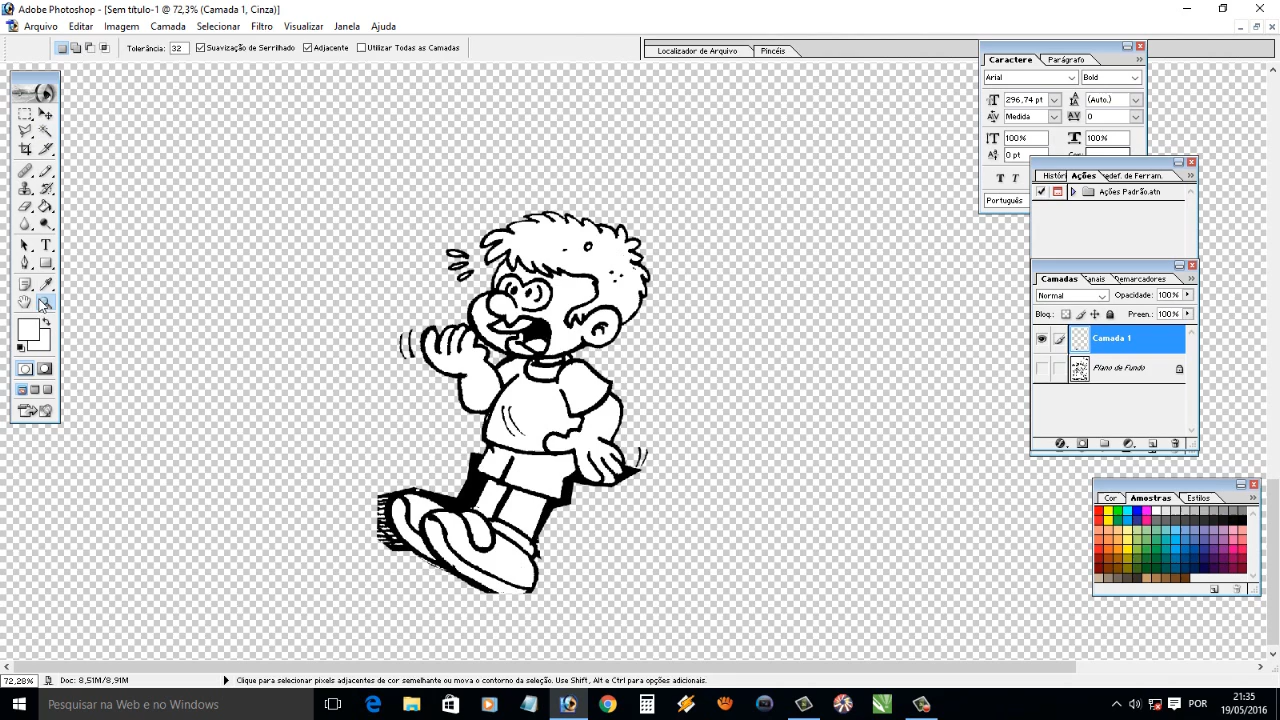 Adobe Photoshop - [Sem título-1 @ 72,3% (Camada 1, Cinza)]
Arquivo Editar Imagem Camada Selecionar Filtro Visualizar Janela Ajuda
Tolerância: 32 Suavização de Serrilhado Adjacente Utilizar Todas as Camadas Localizador de Arquivo Pincéis
Caractere Parágrafo
Arial Bold
296,74 pt (Auto.)
Medida 0
100% 100%
0 pt
T T
Português
Ações
Ações Padrão.atn
Camadas Demarcadores
Normal Opacidade: 100%
Bloq.: Preen.: 100%
Camada 1
Plano de Fundo
Cor Amostras Estilos
72,28% Doc: 8,51M/8,91M Clique para selecionar pixels adjacentes de cor semelhante ou mova o contorno da seleção. Use Shift, Alt e Ctrl para opções adicionais.
Pesquisar na Web e no Windows
POR
21:35
19/05/2016